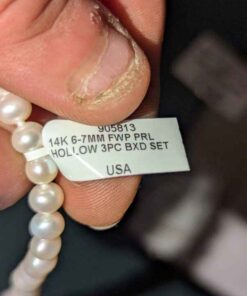 905813
14K 6-7MM FWP PRL
HOLLOW 3PC BXD SET
USA